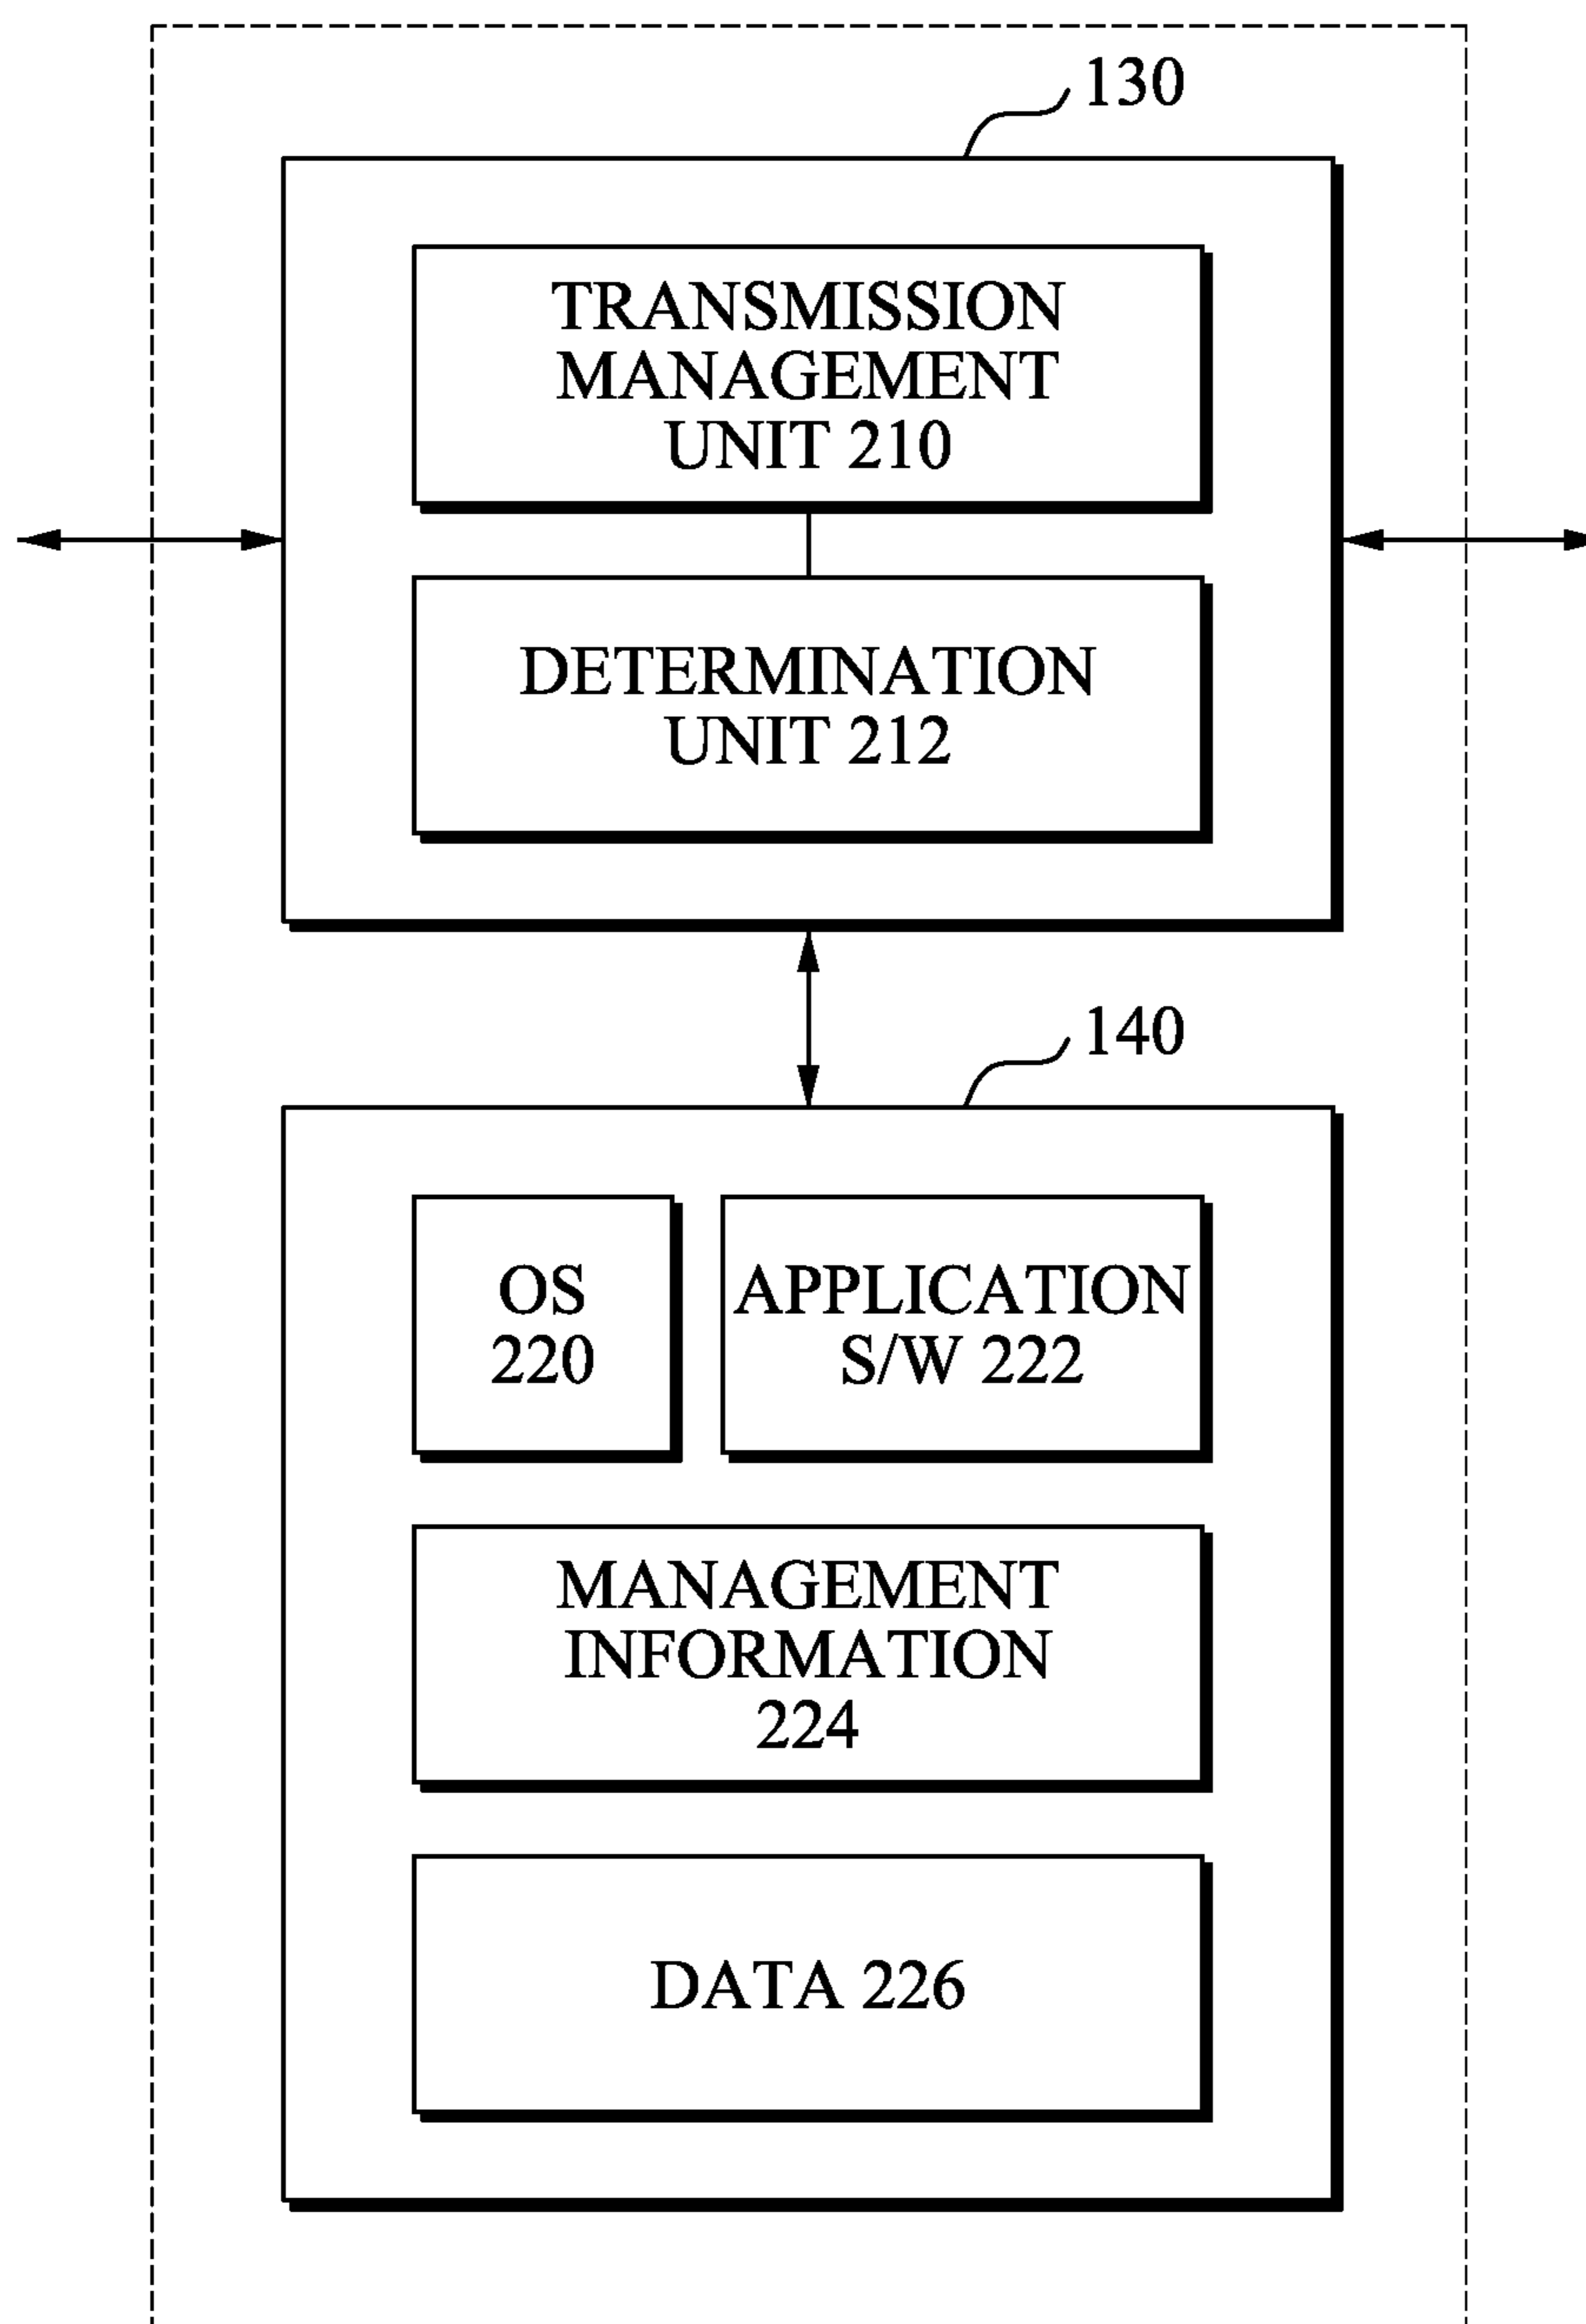 130
TRANSMISSION
MANAGEMENT
UNIT 210
DETERMINATION
UNIT 212
140
OS
220
APPLICATION
S/W 222
MANAGEMENT
INFORMATION
224
DATA 226